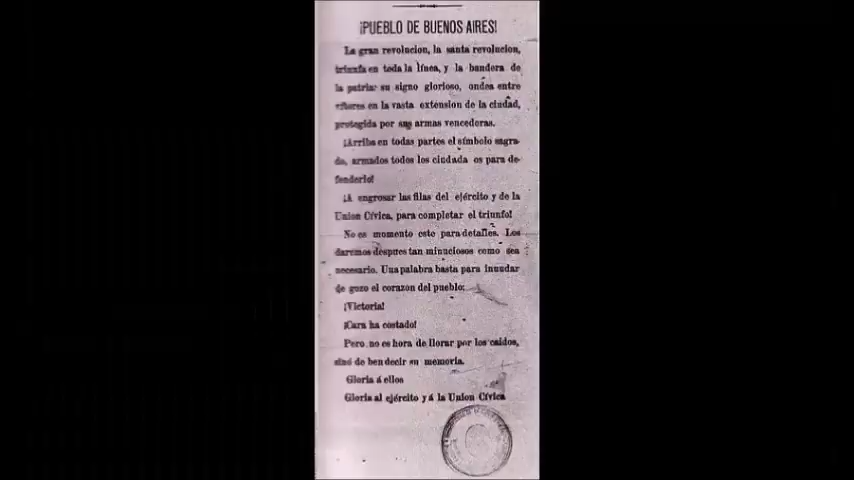 ¡PUEBLO DE BUENOS AIRES!
La gran revolucion, la santa revolucion,
triunfa en toda la línea, y la bandera de
la patria: su signo glorioso, ondea entre
vítores en la vasta extension de la ciudad,
protegida por sus armas vencedoras.
¡Arriba en todas partes el símbolo sagra-
do, armados todos los ciudada os para de-
fenderlo!
¡A engrosar las filas del ejército y de la
Union Cívica, para completar el triunfo!
No es momento este para detalles. Los
daremos despues tan minuciosos como sea
necesario. Una palabra basta para inundar
de gozo el corazon del pueblo:
¡Victoria!
¡Cara ha costado!
Pero no es hora de llorar por los caidos,
sinó de bendecir su memoria.
Gloria á ellos
Gloria al ejército y á la Union Cívica